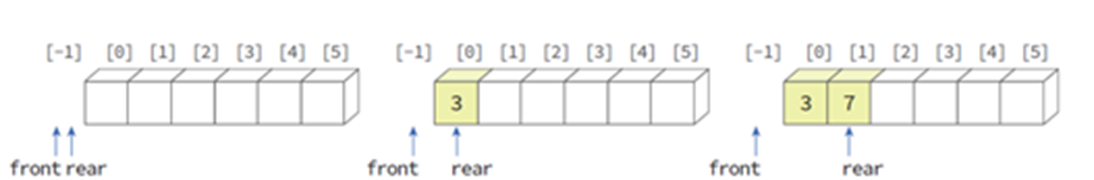 [-1] [0] [1] [2] [3] [4] [5] [-1] [0] [1] [2] [3] [4] [5] [-1] [0] [1] [2] [3] [4] [5]
3 3 7
front rear front rear front rear